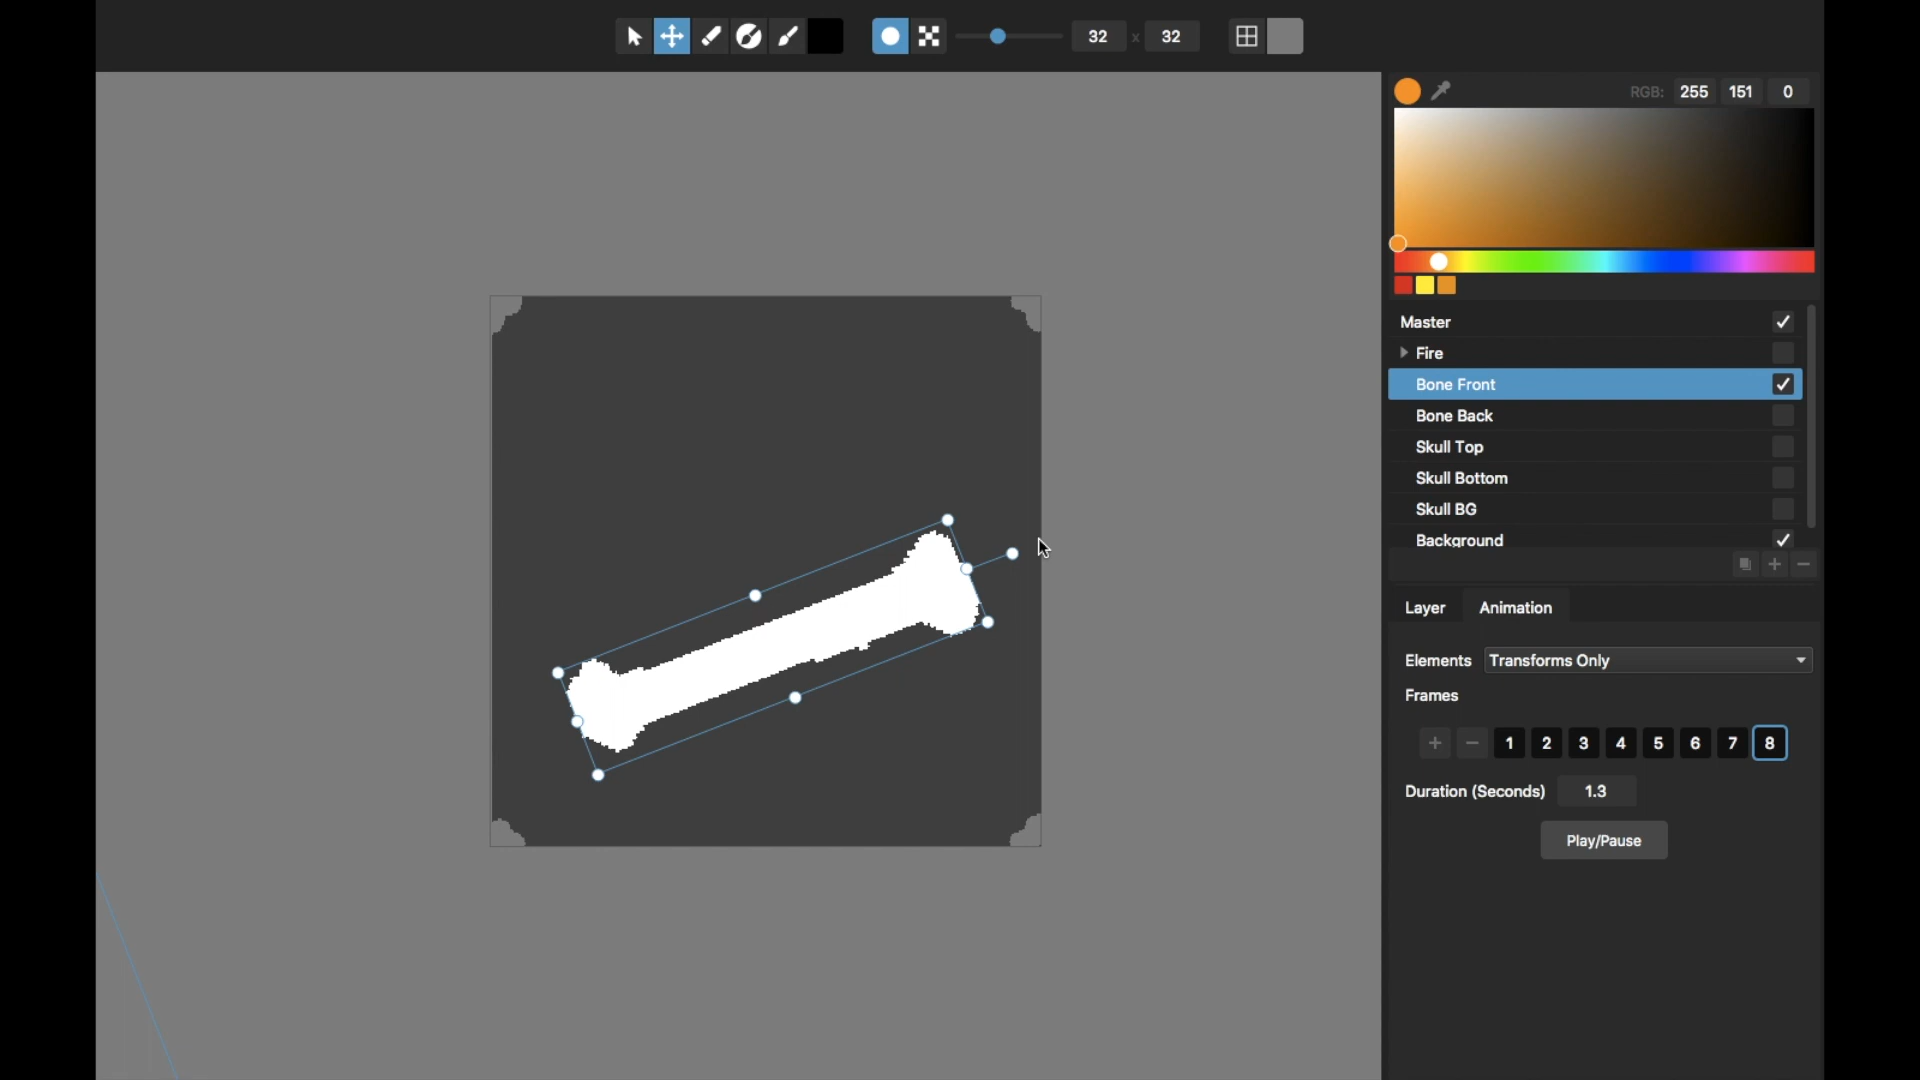 32 x 32
RGB: 255 151 0
Master
Fire
Bone Front
Bone Back
Skull Top
Skull Bottom
Skull BG
Background
Layer Animation
Elements Transforms Only
Frames
+ − 1 2 3 4 5 6 7 8
Duration (Seconds) 1.3
Play/Pause